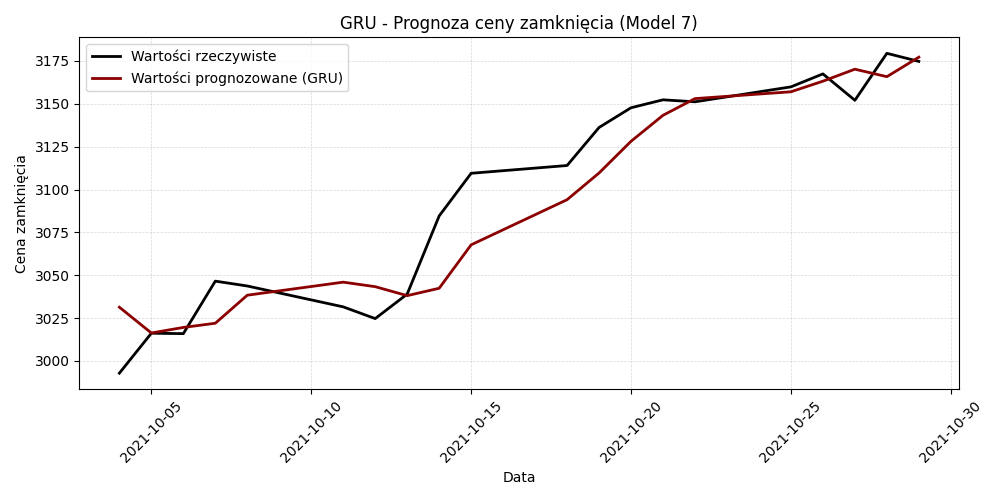 GRU - Prognoza ceny zamknięcia (Model 7)
Wartości rzeczywiste
Wartości prognozowane (GRU)
Cena zamknięcia
3175
3150
3125
3100
3075
3050
3025
3000
2021-10-05
2021-10-10
2021-10-15
2021-10-20
2021-10-25
2021-10-30
Data